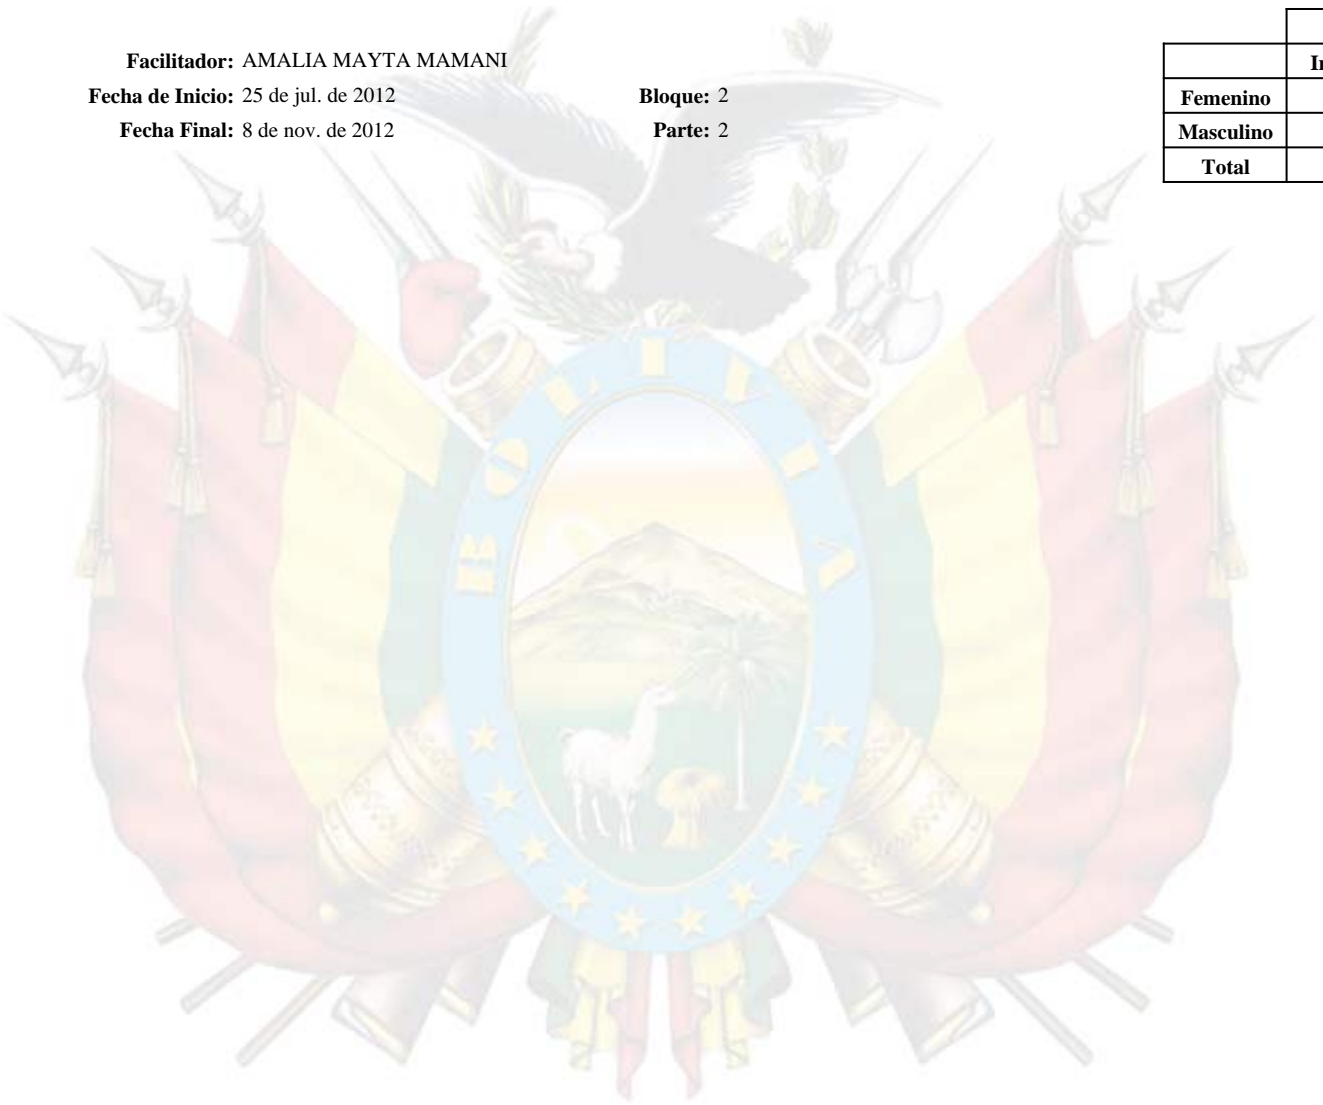 Facilitador: AMALIA MAYTA MAMANI
Fecha de Inicio: 25 de jul. de 2012 Bloque: 2
Fecha Final: 8 de nov. de 2012 Parte: 2
Femenino
Masculino
Total
BOLIVIA